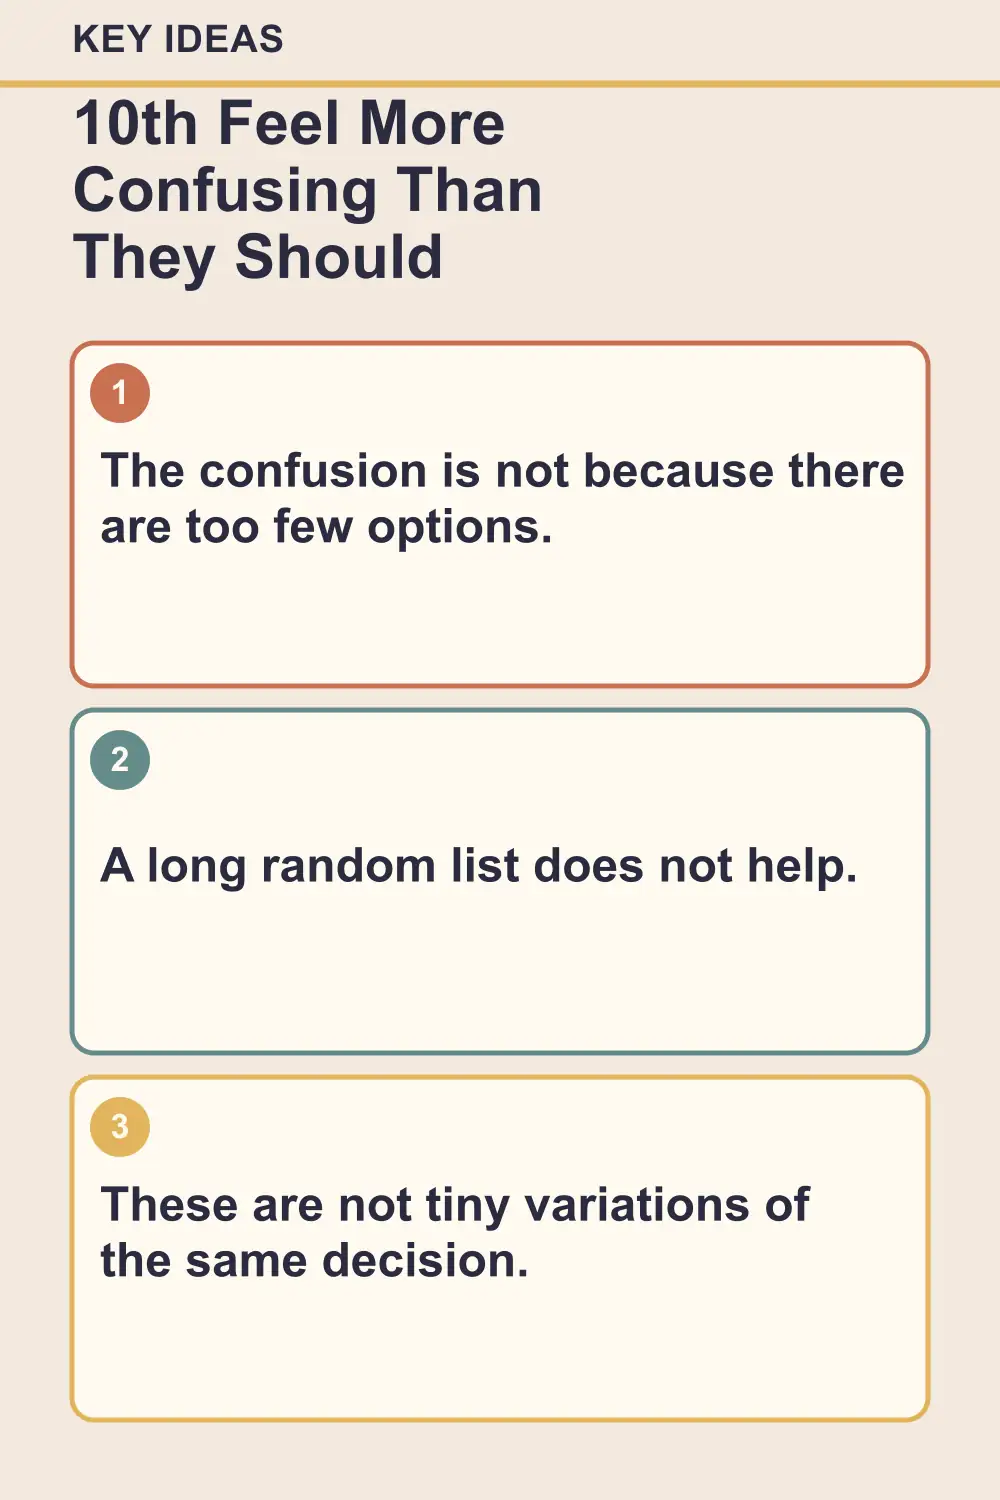 KEY IDEAS
10th Feel More
Confusing Than
They Should
1
The confusion is not because there
are too few options.
2
A long random list does not help.
3
These are not tiny variations of
the same decision.